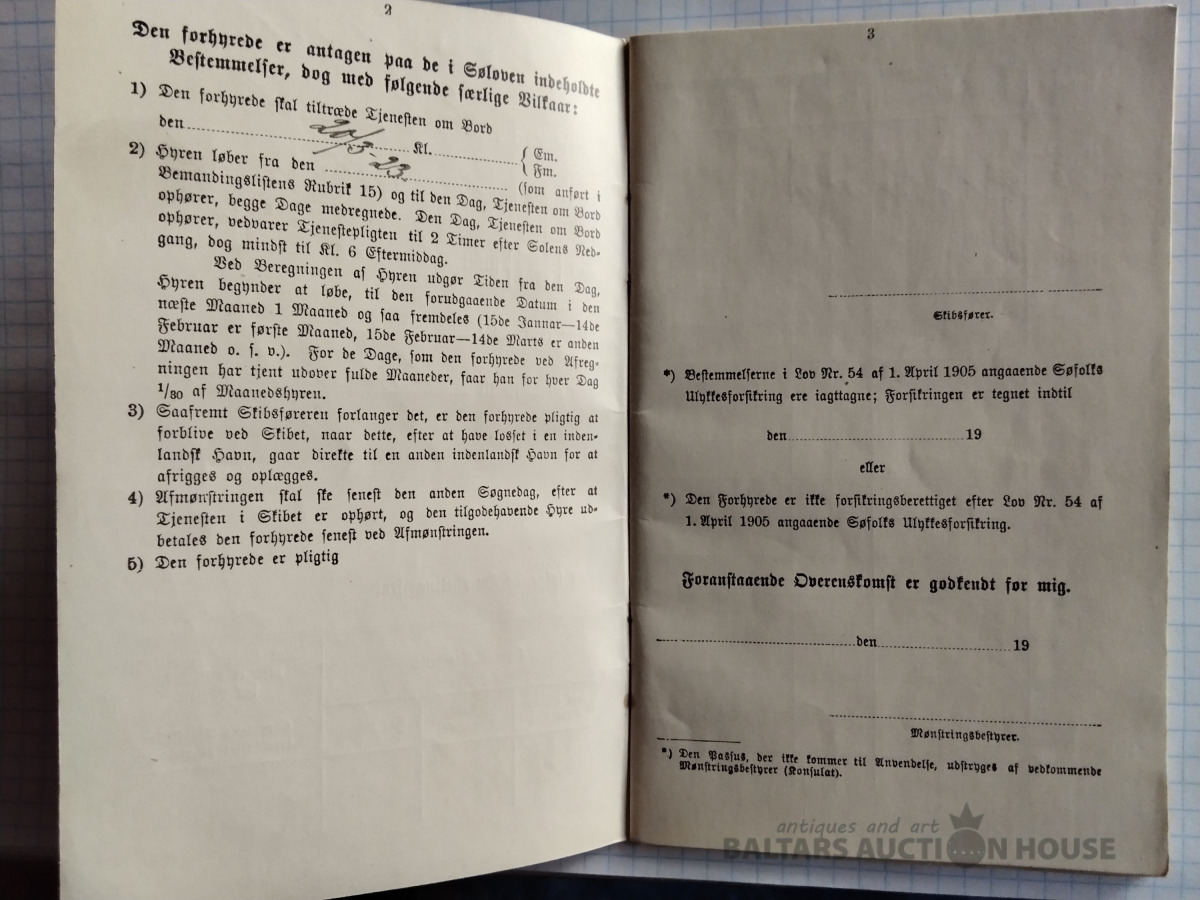 2
Den forhyrede er antagen paa de i Søloven indeholdte
Bestemmelser, dog med følgende særlige Vilkaar:
1) Den forhyrede skal tiltræde Tjenesten om Bord
den 20/3-23. Kl. { Em.
{ Fm.
2) Hyren løber fra den (som anført i
Bemandingslistens Rubrik 15) og til den Dag, Tjenesten om Bord
ophører, begge Dage medregnede. Den Dag, Tjenesten om Bord
ophører, vedvarer Tjenestepligten til 2 Timer efter Solens Ned-
gang, dog mindst til Kl. 6 Eftermiddag.
Ved Beregningen af Hyren udgør Tiden fra den Dag,
Hyren begynder at løbe, til den forudgaaende Datum i den
næste Maaned 1 Maaned og saa fremdeles (15de Januar—14de
Februar er første Maaned, 15de Februar—14de Marts er anden
Maaned o. s. v.). For de Dage, som den forhyrede ved Afreg-
ningen har tjent udover fulde Maaneder, faar han for hver Dag
1/30 af Maanedshyren.
3) Saafremt Skibsføreren forlanger det, er den forhyrede pligtig at
forblive ved Skibet, naar dette, efter at have losset i en inden-
landsk Havn, gaar direkte til en anden indenlandsk Havn for at
afrigges og oplægges.
4) Afmønstringen skal ske senest den anden Søgnedag, efter at
Tjenesten i Skibet er ophørt, og den tilgodehavende Hyre ud-
betales den forhyrede senest ved Afmønstringen.
5) Den forhyrede er pligtig
3
Skibsfører.
*) Bestemmelserne i Lov Nr. 54 af 1. April 1905 angaaende Søfolks
Ulykkesforsikring ere iagttagne; Forsikringen er tegnet indtil
den 19
eller
*) Den Forhyrede er ikke forsikringsberettiget efter Lov Nr. 54 af
1. April 1905 angaaende Søfolks Ulykkesforsikring.
Foranstaaende Overenskomst er godkendt for mig.
den 19
Mønstringsbestyrer.
*) Den Passus, der ikke kommer til Anvendelse, udstryges af vedkommende
Mønstringsbestyrer (Konsulat).
antiques and art
BALTARS AUCTION HOUSE